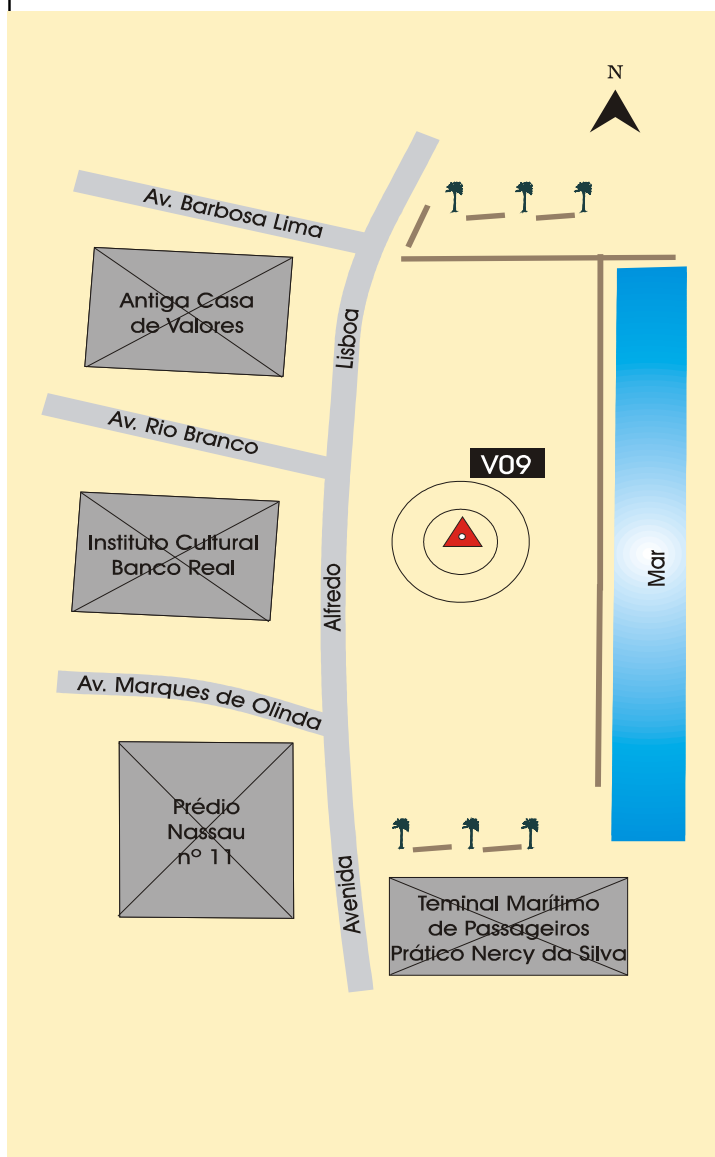 N
Av. Barbosa Lima
Antiga Casa
de Valores
Lisboa
Av. Rio Branco
V09
Instituto Cultural
Banco Real
Alfredo
Mar
Av. Marques de Olinda
Prédio
Nassau
nº 11
Avenida
Teminal Marítimo
de Passageiros
Prático Nercy da Silva